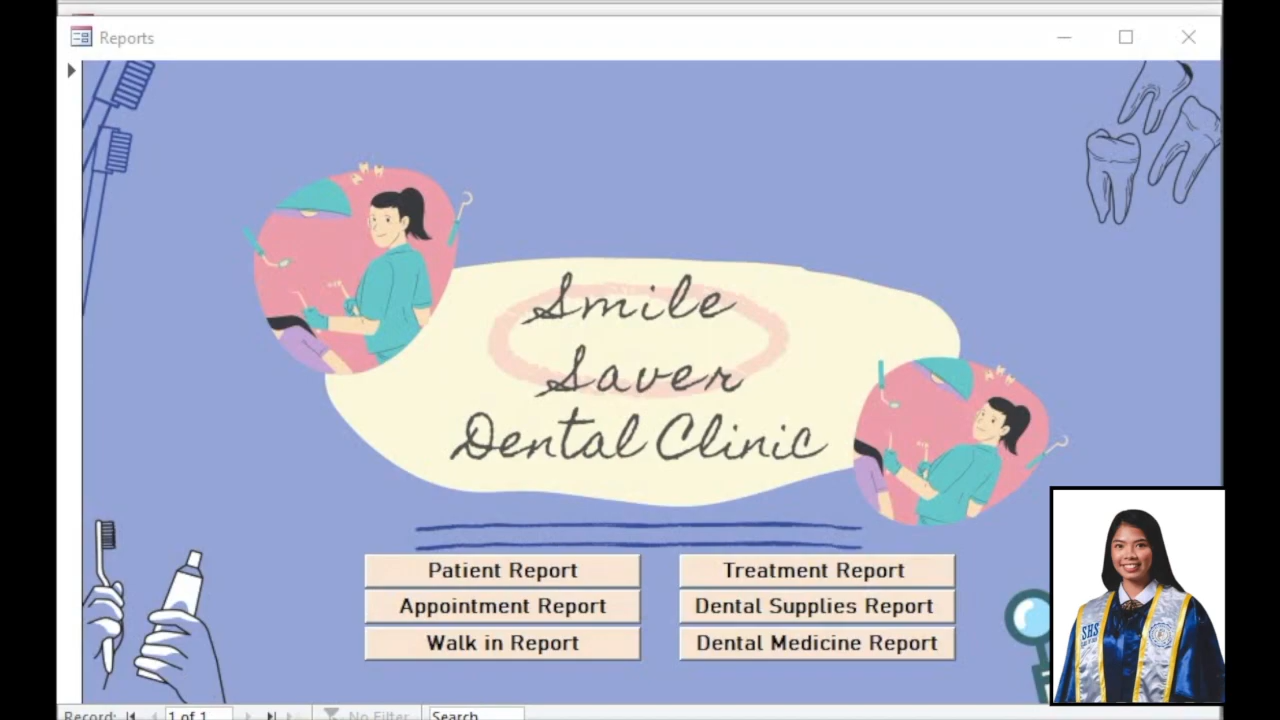 Reports
Smile
Saver
Dental Clinic
Patient Report
Treatment Report
Appointment Report
Dental Supplies Report
Walk in Report
Dental Medicine Report
SHS
Record: 1 of 1 No Filter Search